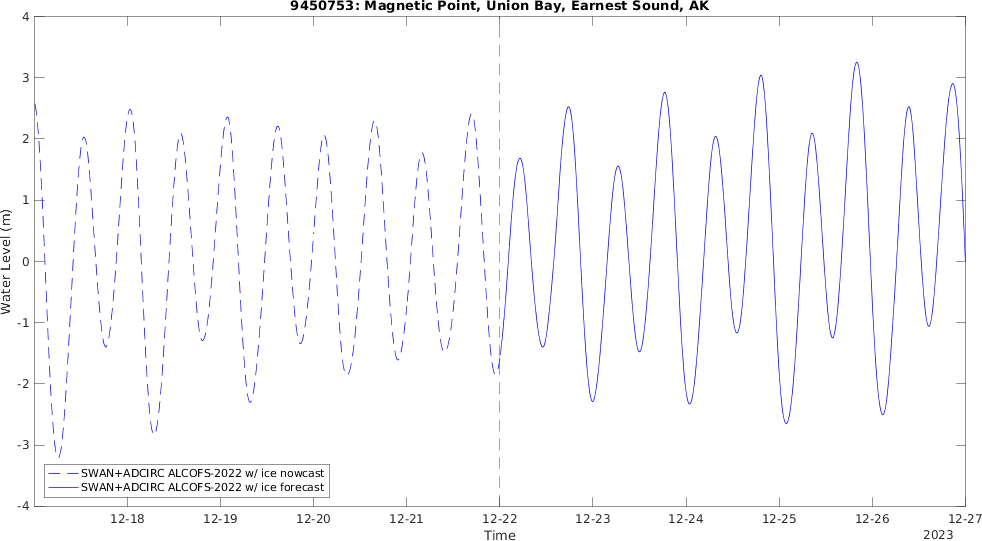 9450753: Magnetic Point, Union Bay, Earnest Sound, AK
4
3
2
1
0
-1
-2
-3
-4
Water Level (m)
SWAN+ADCIRC ALCOFS-2022 w/ ice nowcast
SWAN+ADCIRC ALCOFS-2022 w/ ice forecast
12-18 12-19 12-20 12-21 12-22 12-23 12-24 12-25 12-26 12-27
Time
2023